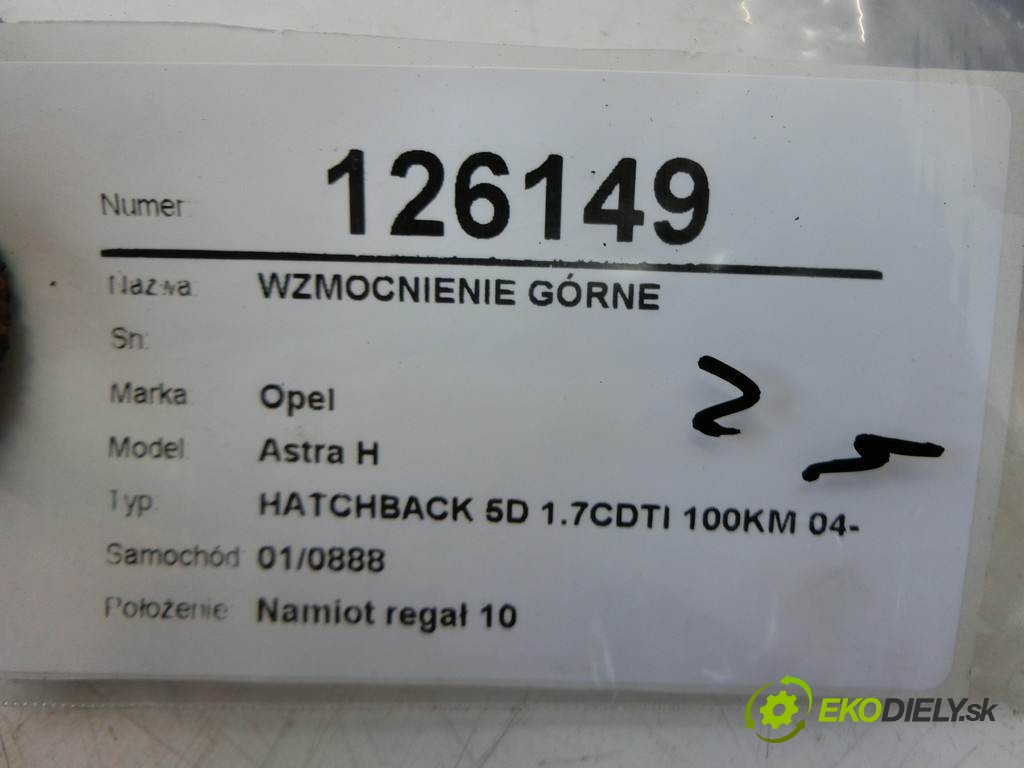 Numer: 126149
Nazwa: WZMOCNIENIE GÓRNE
Sn:
Marka Opel
Model Astra H
Typ HATCHBACK 5D 1.7CDTI 100KM 04-
Samochód 01/0888
Położenie Namiot regał 10
2
EKODIELY.sk